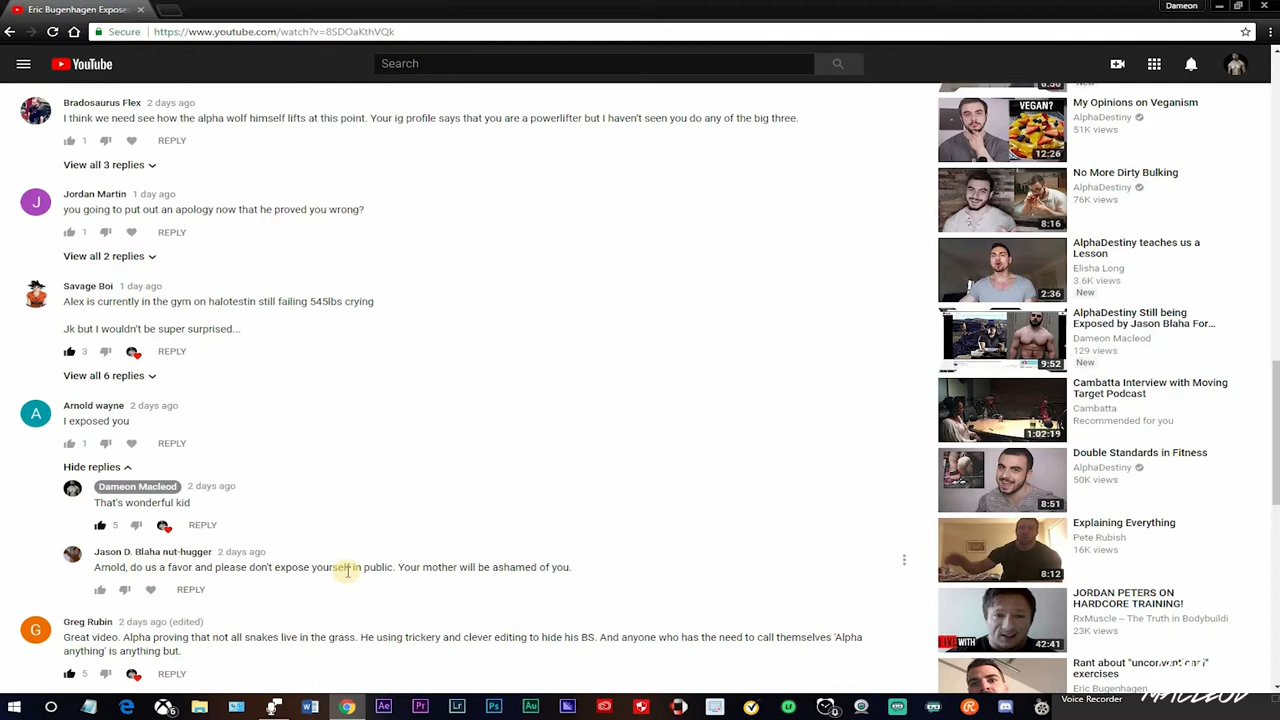 Eric Bugenhagen Expose
Dameon
Secure
https://www.youtube.com/watch?v=8SDOaKthVQk
YouTube
Search
Bradosaurus Flex 2 days ago
I think we need see how the alpha wolf himself lifts at this point. Your ig profile says that you are a powerlifter but I haven't seen you do any of the big three.
1 REPLY
View all 3 replies
J
Jordan Martin 1 day ago
you going to put out an apology now that he proved you wrong?
1 REPLY
View all 2 replies
Savage Boi 1 day ago
Alex is currently in the gym on halotestin still failing 545lbs crying
Jk but I wouldn't be super surprised...
3 REPLY
View all 6 replies
A
Arnold wayne 2 days ago
I exposed you
1 REPLY
Hide replies
Dameon Macleod 2 days ago
That's wonderful kid
5 REPLY
Jason D. Blaha nut-hugger 2 days ago
Arnold, do us a favor and please don't expose yourself in public. Your mother will be ashamed of you.
REPLY
G
Greg Rubin 2 days ago (edited)
Great video. Alpha proving that not all snakes live in the grass. He using trickery and clever editing to hide his BS. And anyone who has the need to call themselves 'Alpha
anything' is anything but.
5 REPLY
6:50
New
VEGAN?
12:26
My Opinions on Veganism
AlphaDestiny
51K views
8:16
No More Dirty Bulking
AlphaDestiny
76K views
2:36
AlphaDestiny teaches us a
Lesson
Elisha Long
3.6K views
New
9:52
AlphaDestiny Still being
Exposed by Jason Blaha For...
Dameon Macleod
129 views
New
1:02:19
Cambatta Interview with Moving
Target Podcast
Cambatta
Recommended for you
8:51
Double Standards in Fitness
AlphaDestiny
50K views
8:12
Explaining Everything
Pete Rubish
16K views
LIVE WITH
42:41
JORDAN PETERS ON
HARDCORE TRAINING!
RxMuscle – The Truth in Bodybuildi
23K views
Rant about "unconventional"
exercises
Eric Bugenhagen
MACLEOD
Voice Recorder
Ae
Pr
Lr
Ps
Au